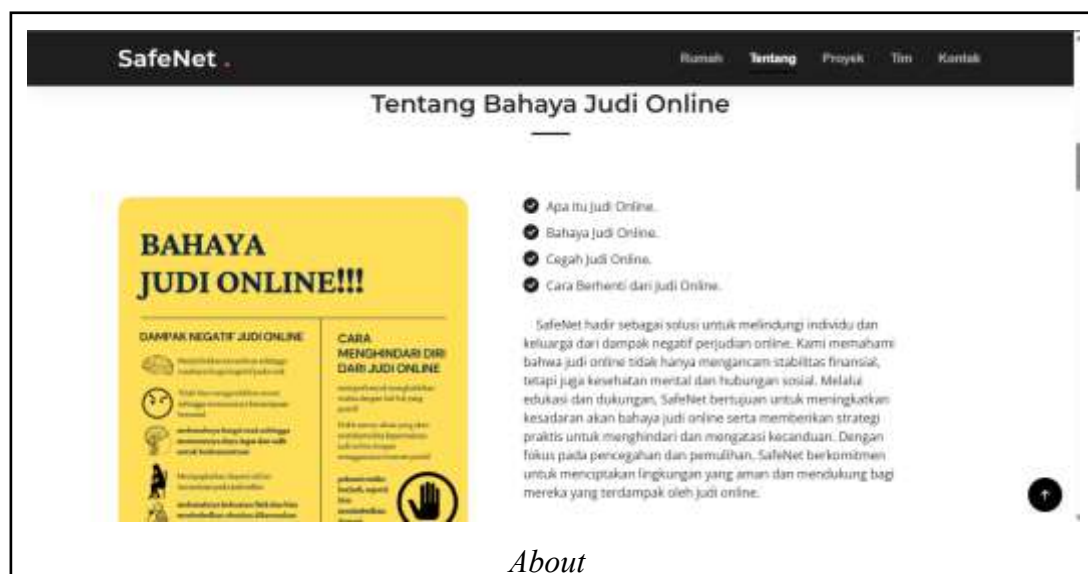 SafeNet .
Rumah Tentang Proyek Tim Kontak
Tentang Bahaya Judi Online
BAHAYA
JUDI ONLINE!!!
DAMPAK NEGATIF JUDI ONLINE
CARA
MENGHINDARI DIRI
DARI JUDI ONLINE
Apa Itu Judi Online.
Bahaya Judi Online.
Cegah Judi Online.
Cara Berhenti dari Judi Online.
SafeNet hadir sebagai solusi untuk melindungi individu dan
keluarga dari dampak negatif perjudian online. Kami memahami
bahwa judi online tidak hanya mengancam stabilitas finansial,
tetapi juga kesehatan mental dan hubungan sosial. Melalui
edukasi dan dukungan, SafeNet bertujuan untuk meningkatkan
kesadaran akan bahaya judi online serta memberikan strategi
praktis untuk menghindari dan mengatasi kecanduan. Dengan
fokus pada pencegahan dan pemulihan, SafeNet berkomitmen
untuk menciptakan lingkungan yang aman dan mendukung bagi
mereka yang terdampak oleh judi online.
About